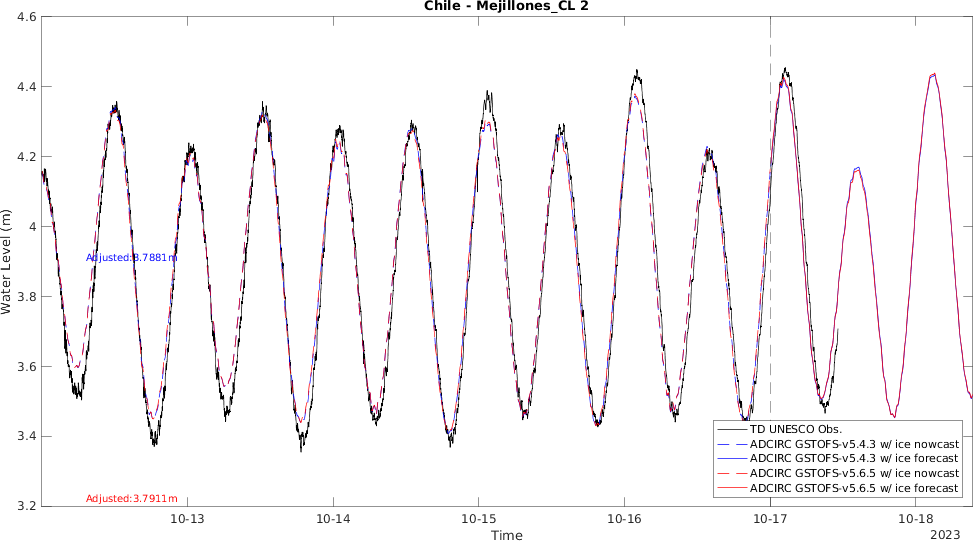 Chile - Mejillones_CL 2
4.6
4.4
4.2
4
3.8
3.6
3.4
3.2
Water Level (m)
Adjusted:3.7881m
Adjusted:3.7911m
TD UNESCO Obs.
ADCIRC GSTOFS-v5.4.3 w/ ice nowcast
ADCIRC GSTOFS-v5.4.3 w/ ice forecast
ADCIRC GSTOFS-v5.6.5 w/ ice nowcast
ADCIRC GSTOFS-v5.6.5 w/ ice forecast
10-13
10-14
10-15
10-16
10-17
10-18
Time
2023